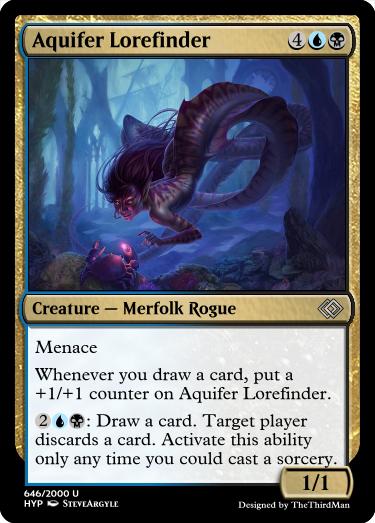 Aquifer Lorefinder 4
Creature — Merfolk Rogue
Menace
Whenever you draw a card, put a
+1/+1 counter on Aquifer Lorefinder.
2: Draw a card. Target player
discards a card. Activate this ability
only any time you could cast a sorcery.
1/1
646/2000 U
HYP SteveArgyle
Designed by TheThirdMan